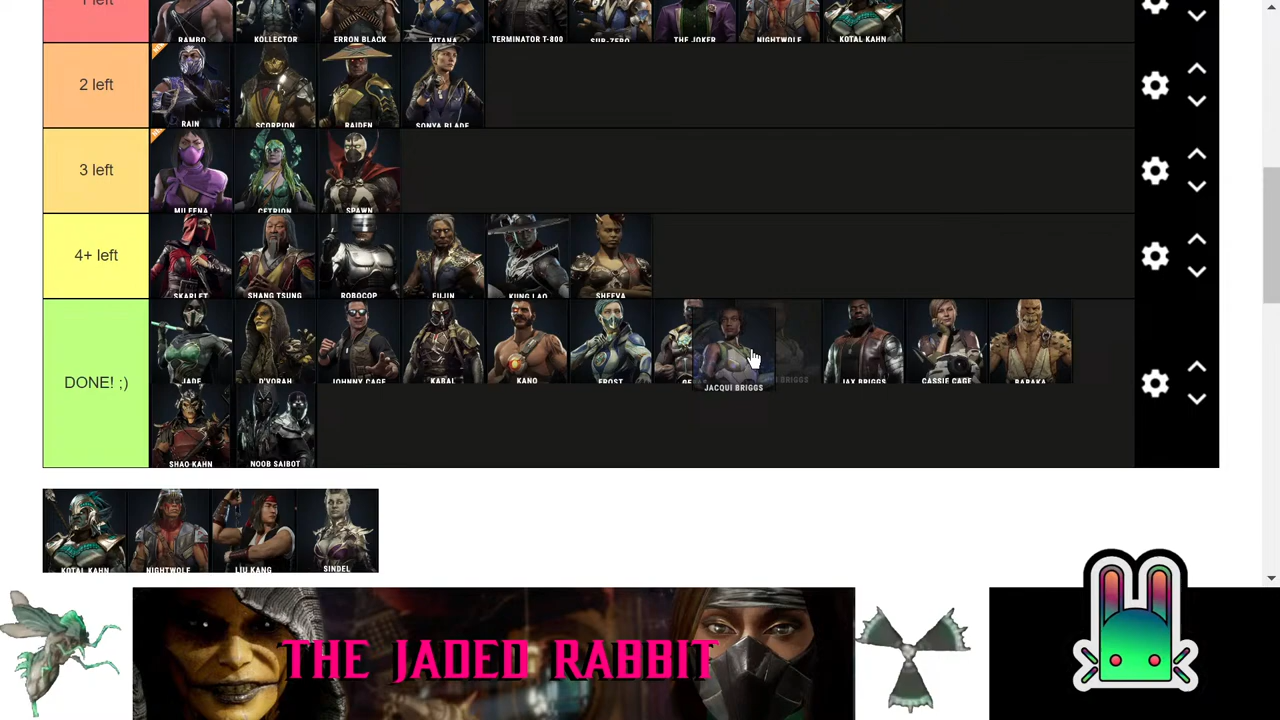 1 left
RAMBO KOLLECTOR ERRON BLACK KITANA TERMINATOR T-800 SUB-ZERO THE JOKER NIGHTWOLF KOTAL KAHN
2 left
RAIN SCORPION RAIDEN SONYA BLADE
3 left
MILEENA CETRION SPAWN
4+ left
SKARLET SHANG TSUNG ROBOCOP FUJIN KUNG LAO SHEEVA
DONE! ;)
JADE D'VORAH JOHNNY CAGE KABAL KANO FROST GE JACQUI BRIGGS BRIGGS JAX BRIGGS CASSIE CAGE BARAKA
SHAO KAHN NOOB SAIBOT
KOTAL KAHN NIGHTWOLF LIU KANG SINDEL
THE JADED RABBIT